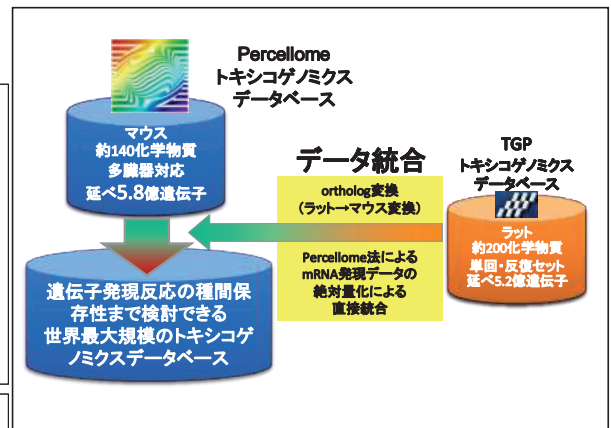 Percellome
トキシコゲノミクス
データベース
マウス
約140化学物質
多臓器対応
延べ5.8億遺伝子
データ統合
ortholog変換
（ラット→マウス変換）
Percellome法による
mRNA発現データの
絶対量化による
直接統合
TGP
トキシコゲノミクス
データベース
ラット
約200化学物質
単回・反復セット
延べ5.2億遺伝子
遺伝子発現反応の種間保
存性まで検討できる
世界最大規模のトキシコゲ
ノミクスデータベース